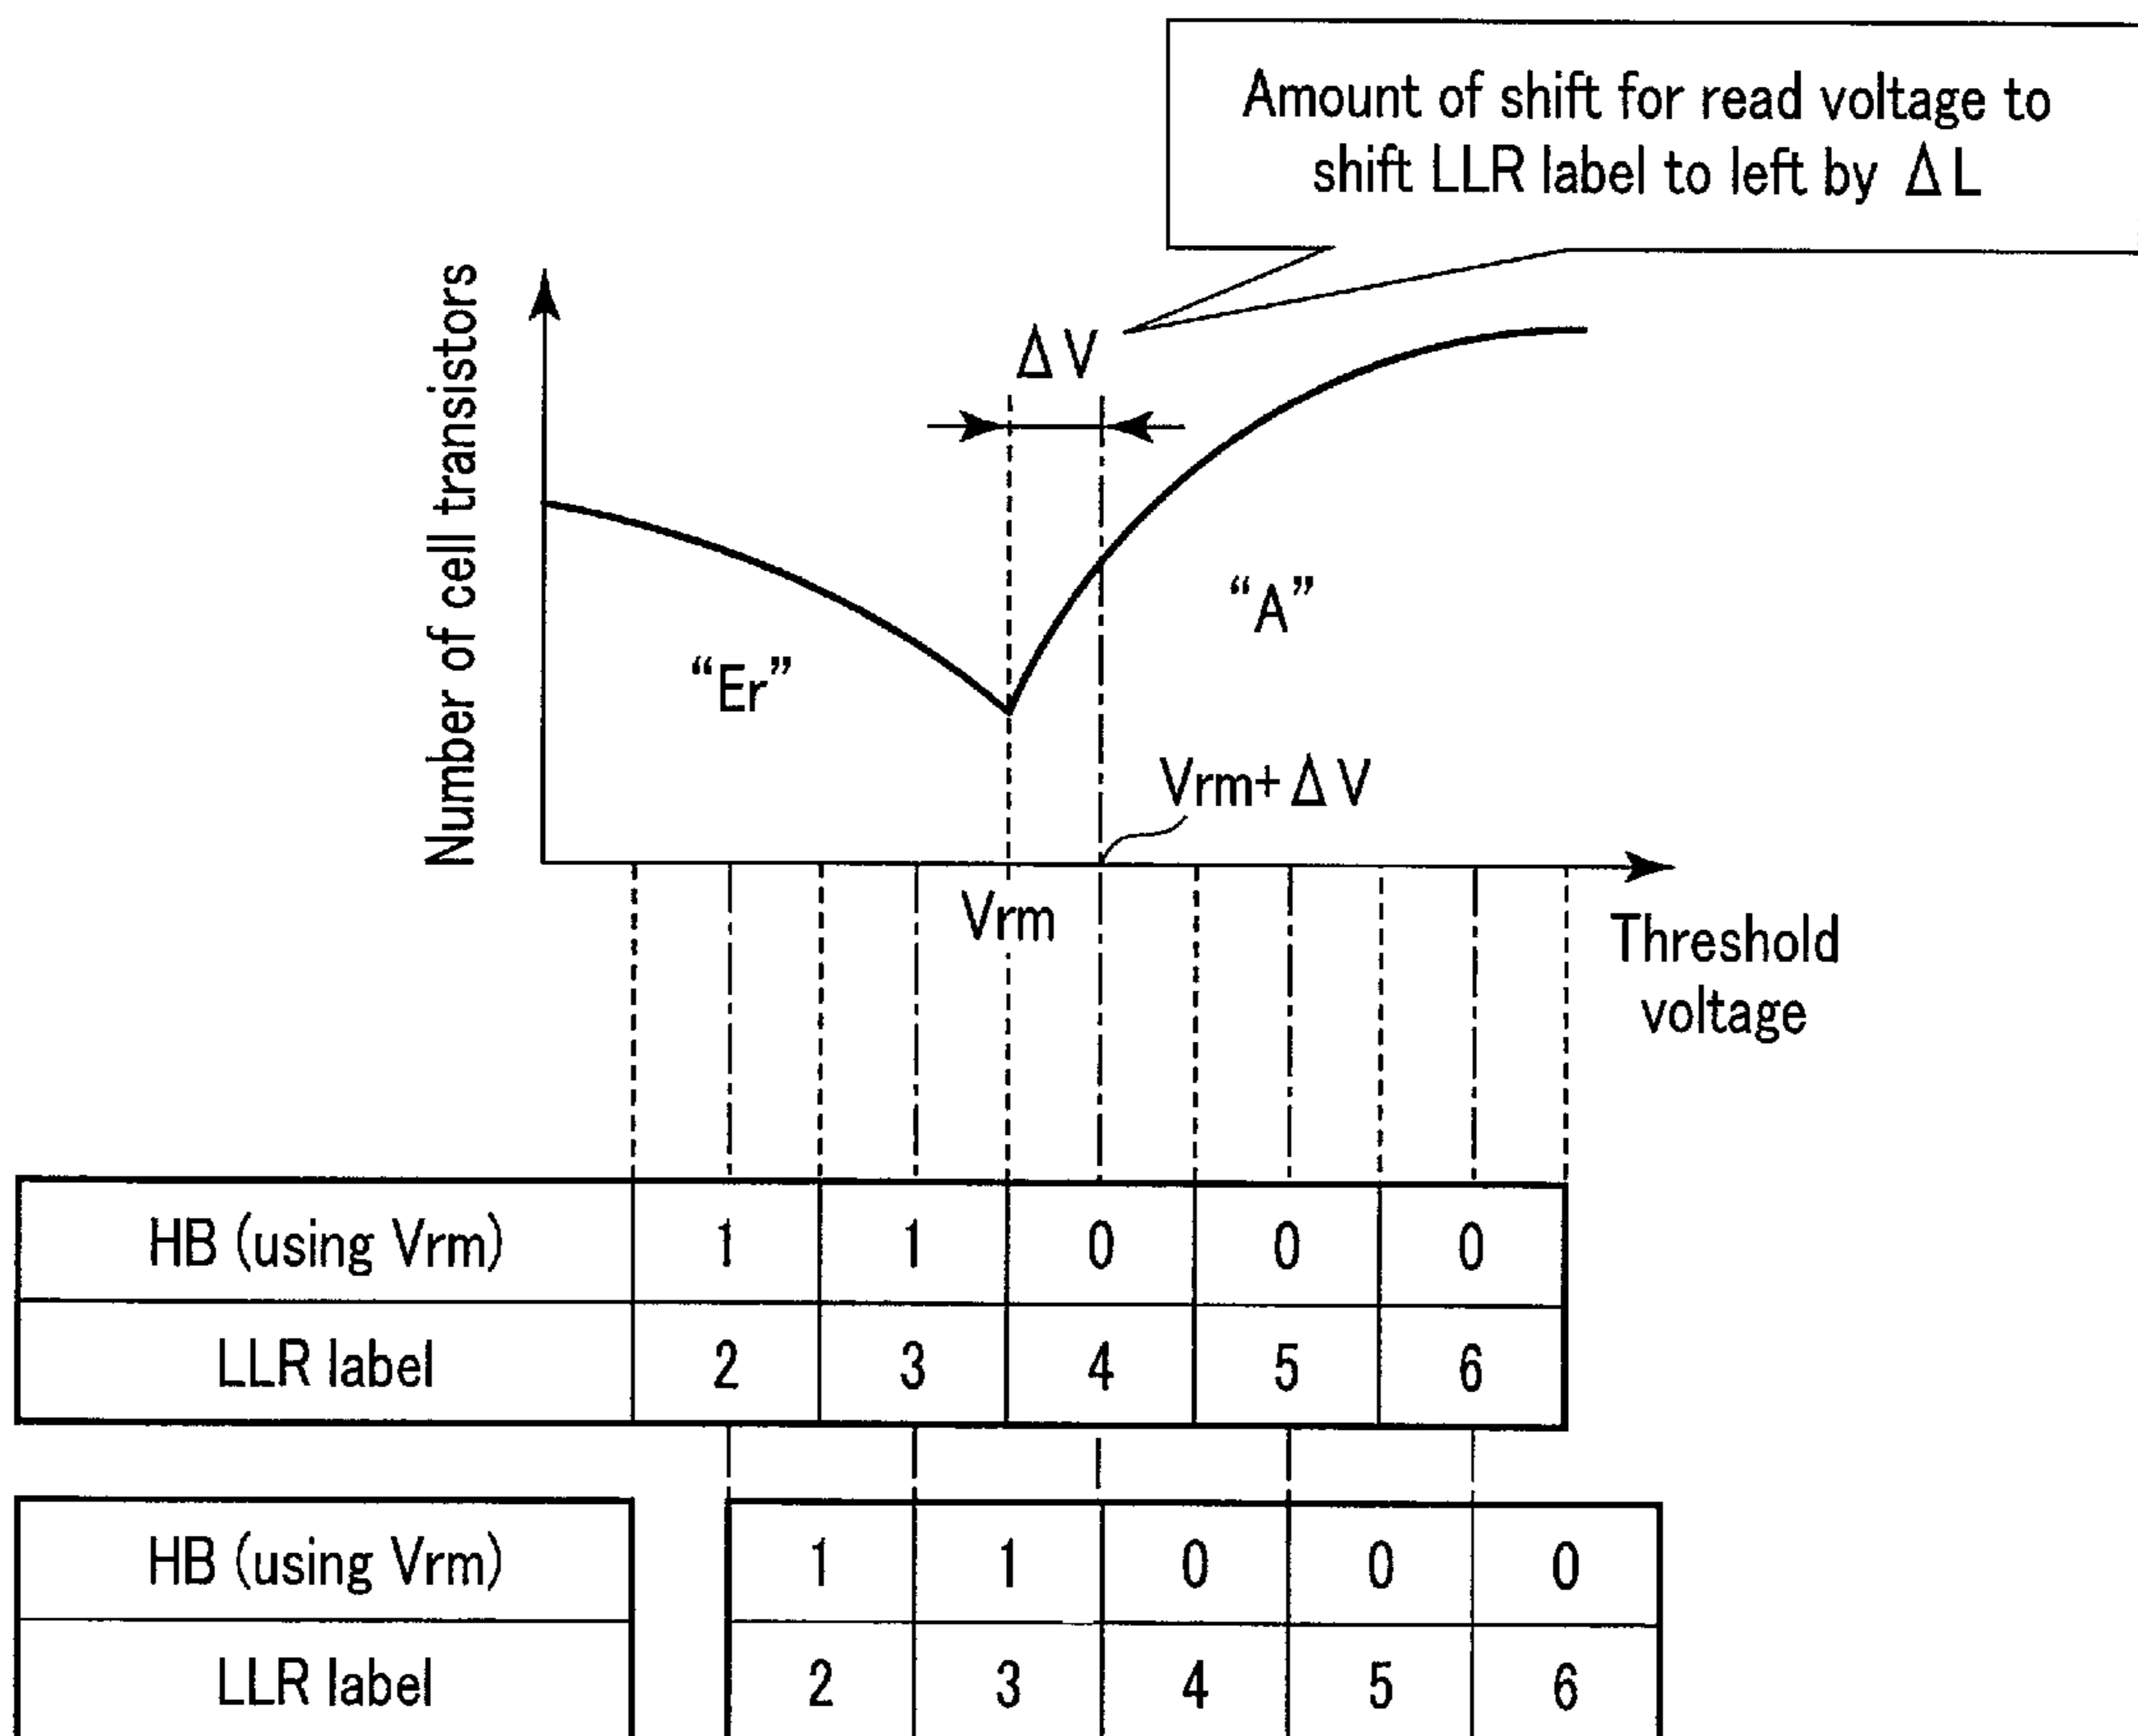 Amount of shift for read voltage to
shift LLR label to left by ΔL
Number of cell transistors
ΔV
“A”
“Er”
Vrm+ΔV
Vrm
Threshold
voltage
HB (using Vrm) 1 1 0 0 0
LLR label 2 3 4 5 6
HB (using Vrm) 1 1 0 0 0
LLR label 2 3 4 5 6